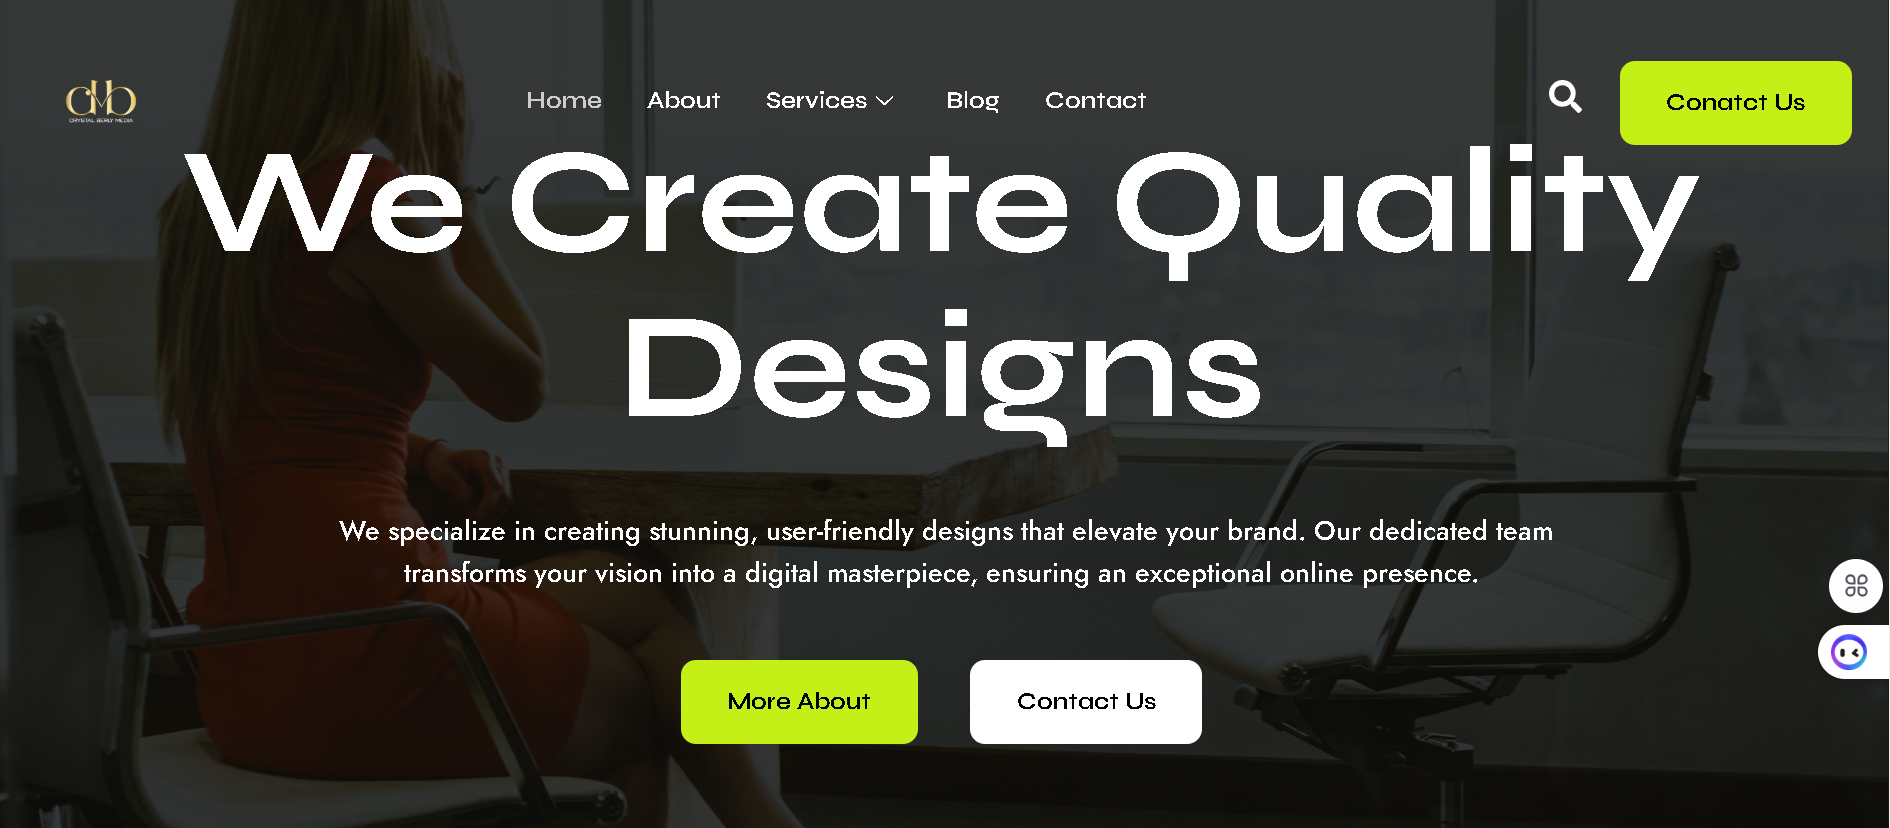 CMb
CRYSTAL BERLY MEDIA
Home About Services Blog Contact
Conatct Us
We Create Quality
Designs
We specialize in creating stunning, user-friendly designs that elevate your brand. Our dedicated team
transforms your vision into a digital masterpiece, ensuring an exceptional online presence.
More About Contact Us